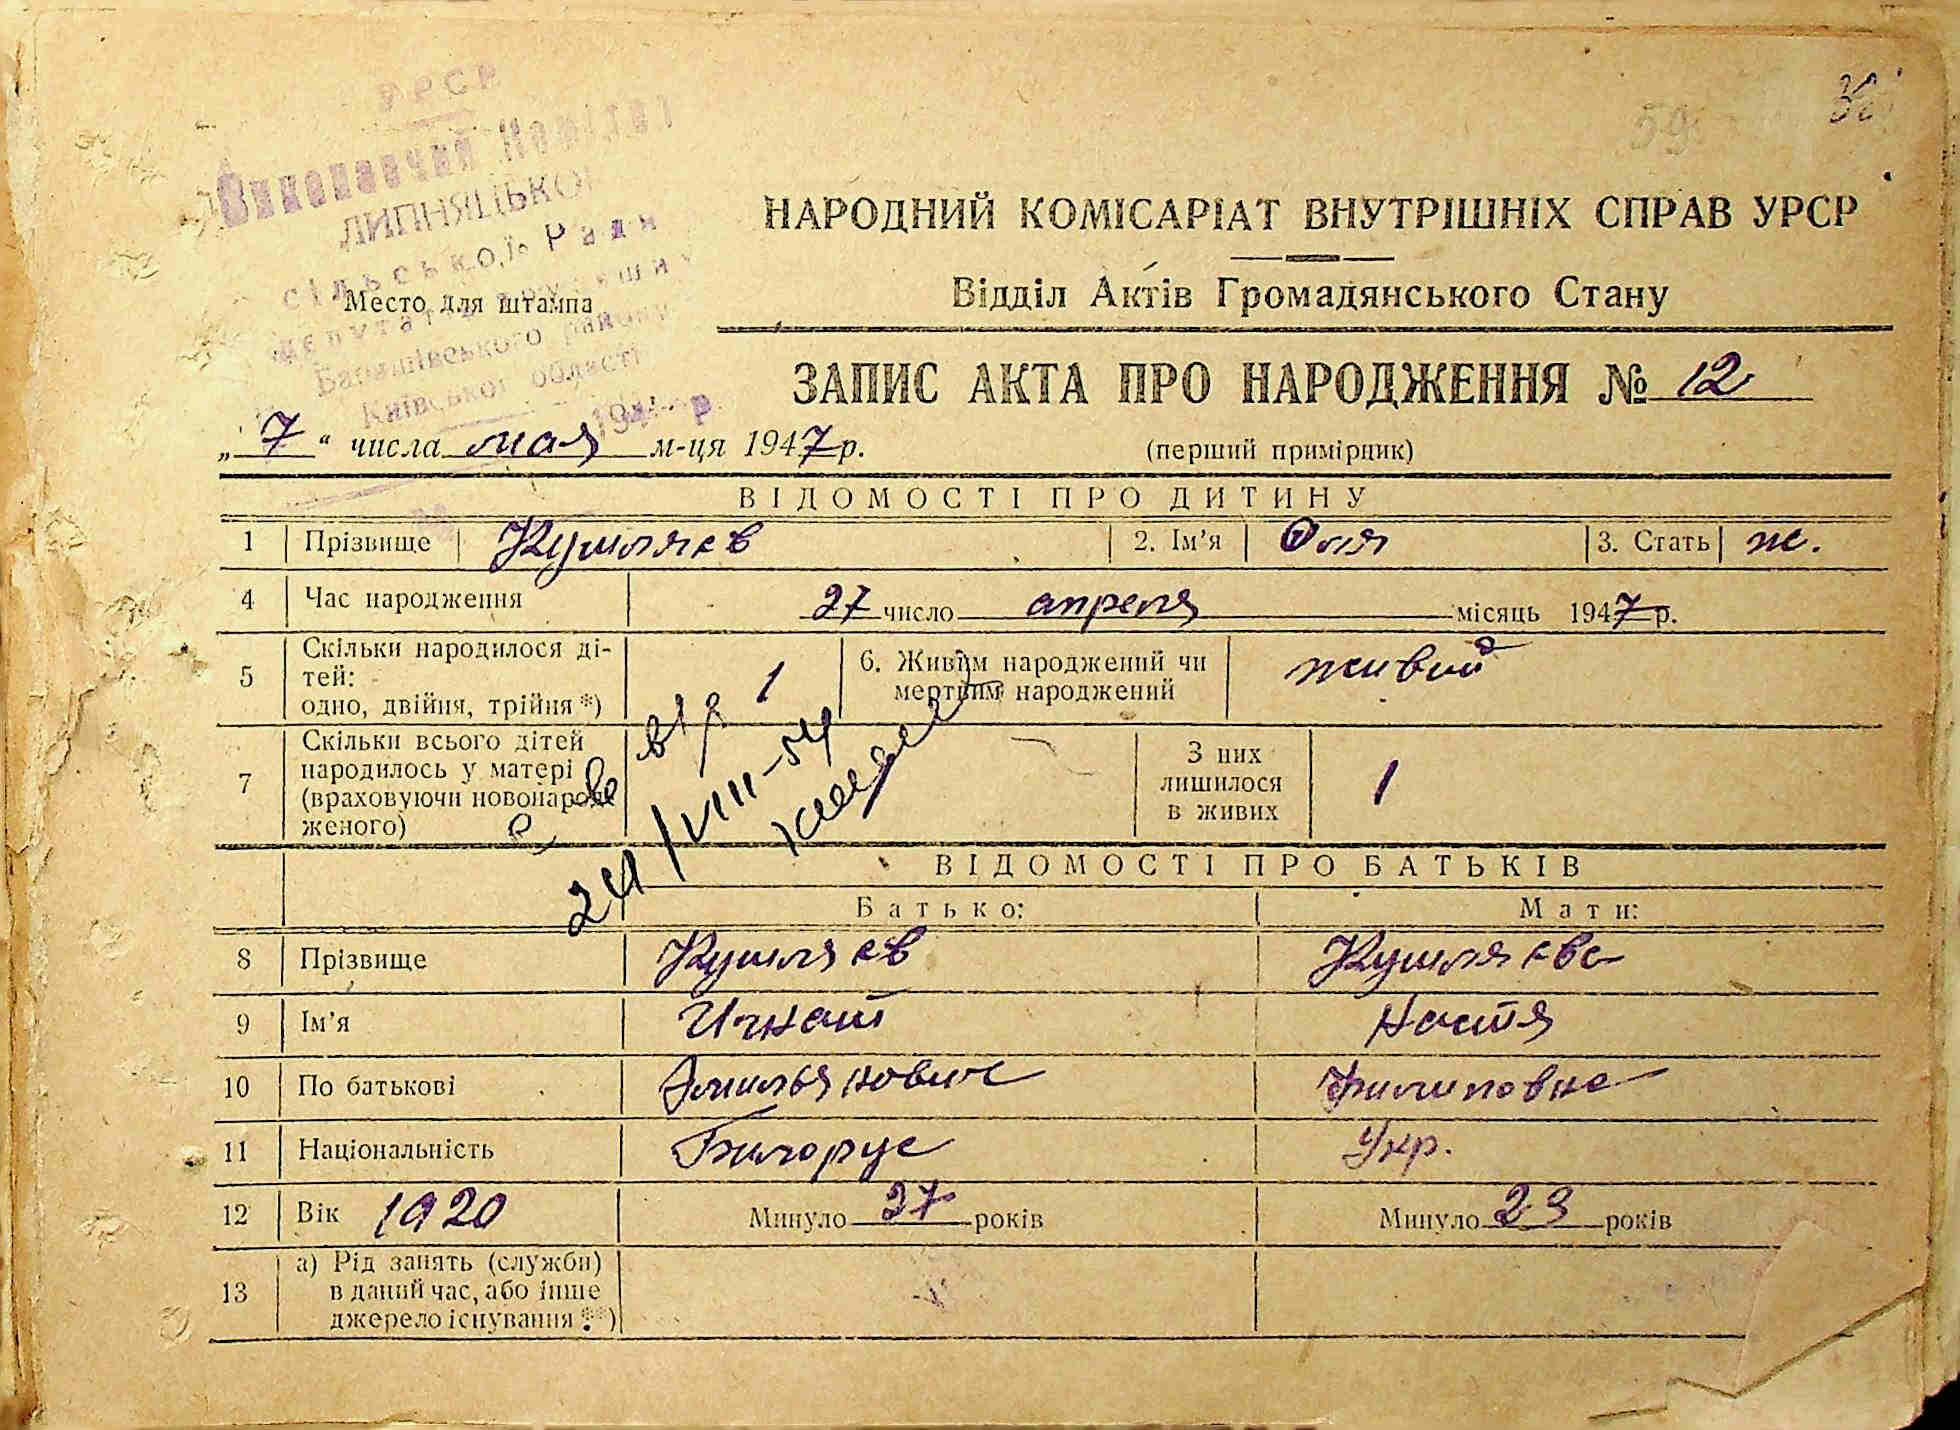 УРСР
Виконавчий Комітет
ЛИПНЯЦЬКОЇ
сільської Ради
Место для штампа
Депутатів трудящих
Баришівського району
Київської області
59
НАРОДНИЙ КОМІСАРІАТ ВНУТРІШНІХ СПРАВ УРСР
Відділ Актів Громадянського Стану
ЗАПИС АКТА ПРО НАРОДЖЕННЯ № 12
„7“ числа мая м-ця 1947 р.
(перший примірник)
ВІДОМОСТІ ПРО ДИТИНУ
1 Прізвище Кушляєв 2. Ім’я Оля 3. Стать ж.
4 Час народження 27 число апреля місяць 1947 р.
5 Скільки народилося дітей: одно, двійня, трійня *) 1 6. Живим народжений чи мертвим народжений живий
7 Скільки всього дітей народилось у матері (враховуючи новонародженого) З них лишилося в живих 1
24/VIII-54
ВІДОМОСТІ ПРО БАТЬКІВ
Батько: Мати:
8 Прізвище Кушляєв Кушляєва
9 Ім’я Игнат Настя
10 По батькові Эмильянович Филиповна
11 Національність Билорус Укр.
12 Вік 1920 Минуло 27 років Минуло 23 років
13 а) Рід занять (служби) в даний час, або інше джерело існування **)